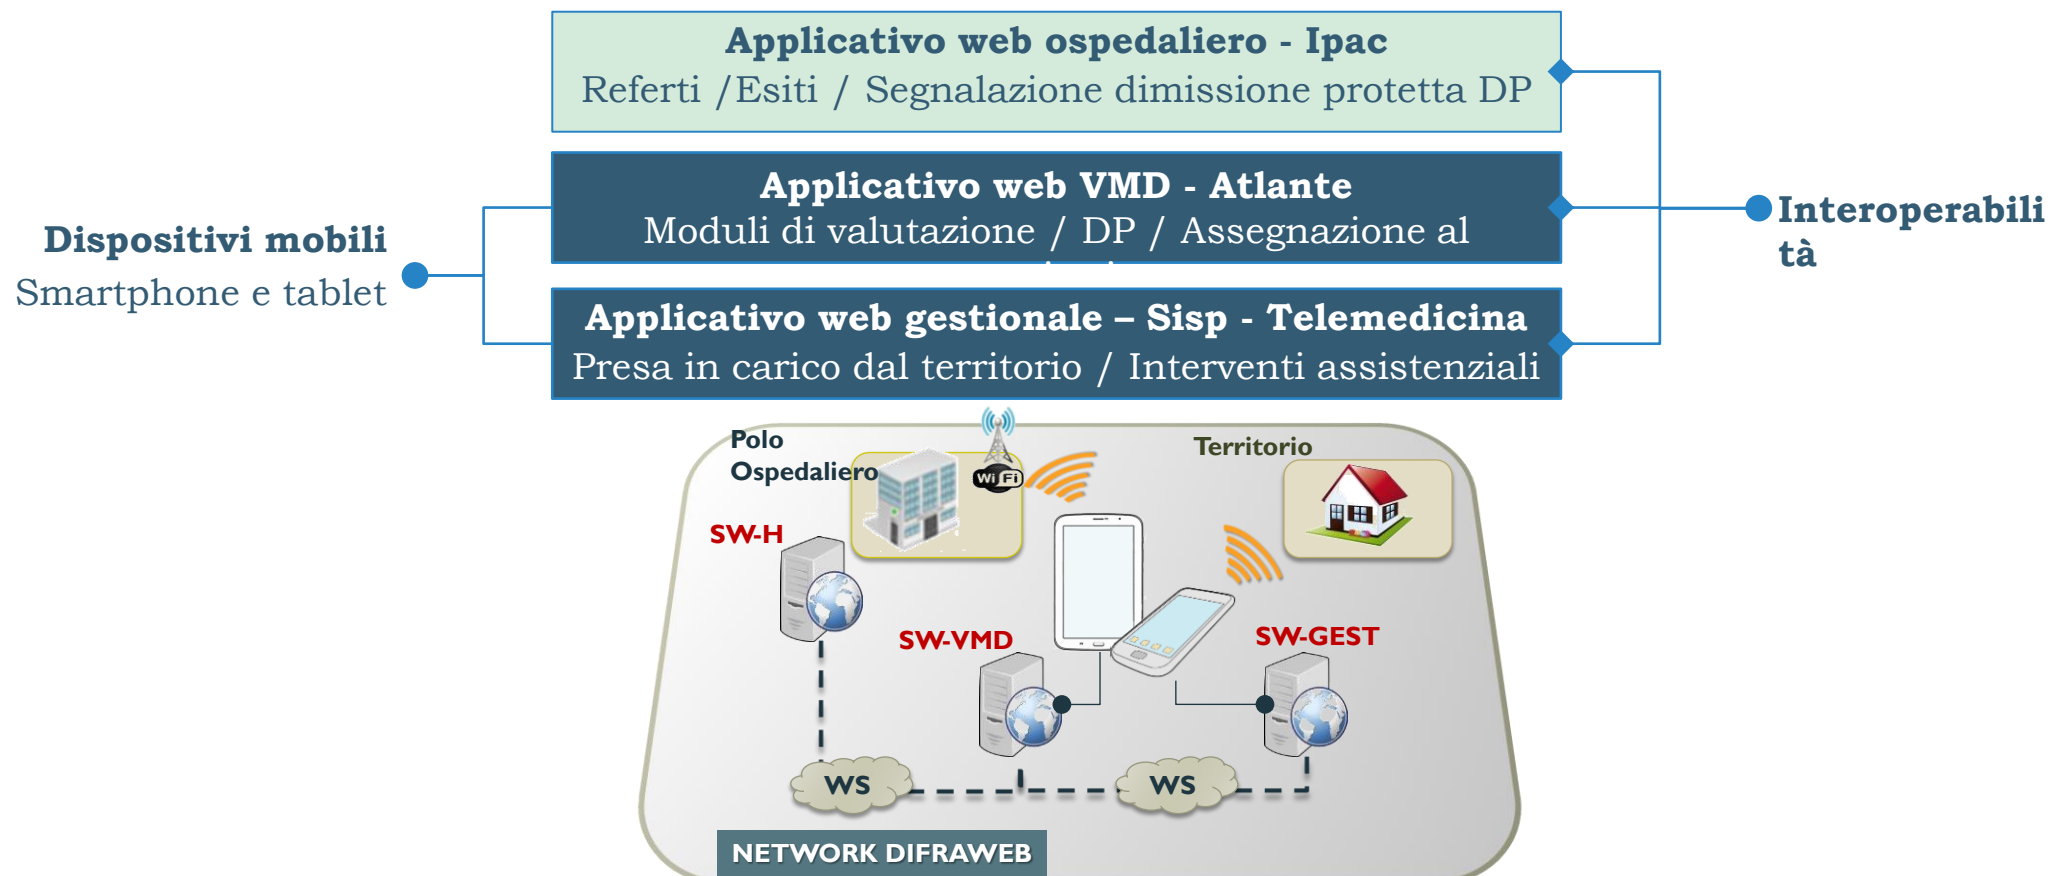 Applicativo web ospedaliero - Ipac
Referti /Esiti / Segnalazione dimissione protetta DP
Applicativo web VMD - Atlante
Moduli di valutazione / DP / Assegnazione al
Dispositivi mobili
Smartphone e tablet
Interoperabili
tà
Applicativo web gestionale – Sisp - Telemedicina
Presa in carico dal territorio / Interventi assistenziali
Polo
Ospedaliero
Territorio
Wi Fi
SW-H
SW-VMD
SW-GEST
WS
WS
NETWORK DIFRAWEB